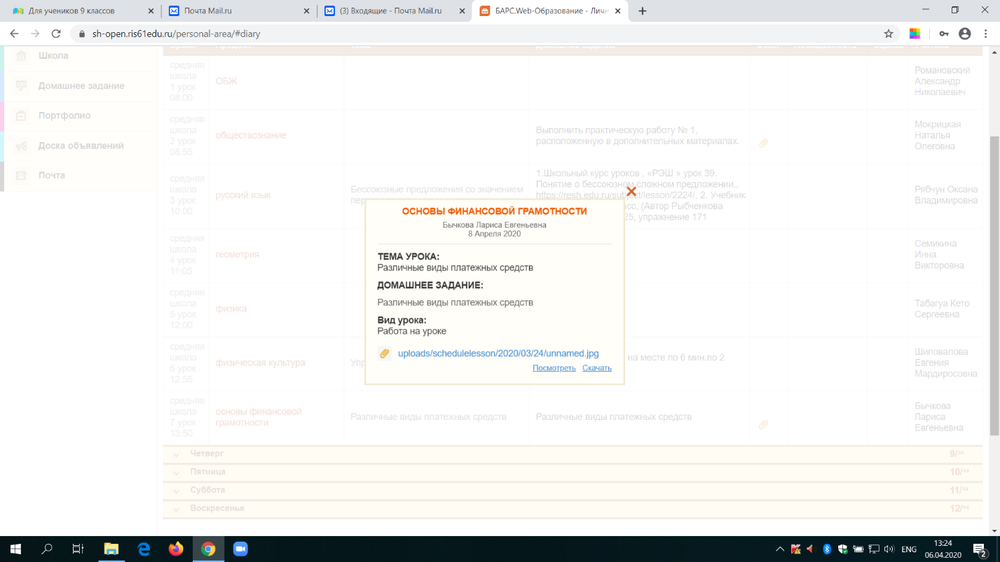 Для учеников 9 классов
Почта Mail.ru
(3) Входящие - Почта Mail.ru
БАРС.Web-Образование - Личн
sh-open.ris61edu.ru/personal-area/#diary
Школа
Домашнее задание
Портфолио
Доска объявлений
Почта
средняя
школа
1 урок
08:00
ОБЖ
Романовский
Александр
Николаевич
средняя
школа
2 урок
08:55
обществознание
Выполнить практическую работу № 1,
расположенную в дополнительных материалах.
Мокрицкая
Наталья
Олеговна
средняя
школа
3 урок
10:00
русский язык
Бессоюзные предложения со значением
пер
1.Школьный курс уроков , «РЭШ » урок 39.
Понятие о бессоюзном сложном предложении.,
https://resh.edu.ru/subject/lesson/2224/, 2. Учебник
сс, (Автор Рыбченкова
25, упражнение 171
Рябчун Оксана
Владимировна
средняя
школа
4 урок
11:05
геометрия
Семикина
Инна
Викторовна
средняя
школа
5 урок
12:00
физика
Табагуа Кето
Сергеевна
средняя
школа
6 урок
12:55
физическая культура
Упр
на месте по 6 мин.по 2
Шиповалова
Евгения
Мардиросовна
средняя
школа
7 урок
13:50
основы финансовой
грамотности
Различные виды платежных средств
Различные виды платежных средств
Бычкова
Лариса
Евгеньевна
ОСНОВЫ ФИНАНСОВОЙ ГРАМОТНОСТИ
Бычкова Лариса Евгеньевна
8 Апреля 2020
ТЕМА УРОКА:
Различные виды платежных средств
ДОМАШНЕЕ ЗАДАНИЕ:
Различные виды платежных средств
Вид урока:
Работа на уроке
uploads/schedulelesson/2020/03/24/unnamed.jpg
Посмотреть Скачать
Четверг 9/04
Пятница 10/04
Суббота 11/04
Воскресенье 12/04
ENG
13:24
06.04.2020
2